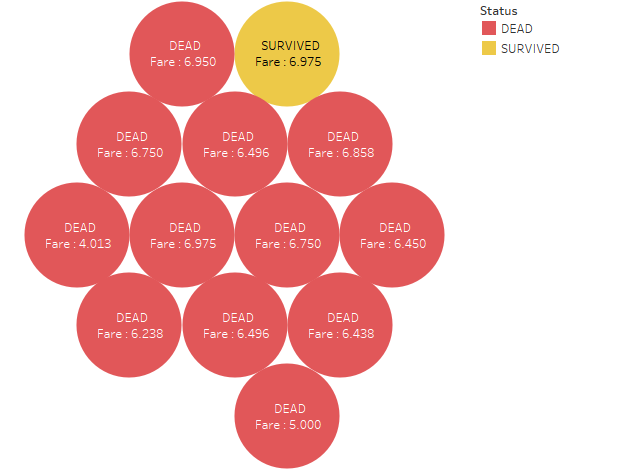 Status
DEAD
SURVIVED
DEAD
Fare : 6.950
SURVIVED
Fare : 6.975
DEAD
Fare : 6.750
DEAD
Fare : 6.496
DEAD
Fare : 6.858
DEAD
Fare : 4.013
DEAD
Fare : 6.975
DEAD
Fare : 6.750
DEAD
Fare : 6.450
DEAD
Fare : 6.238
DEAD
Fare : 6.496
DEAD
Fare : 6.438
DEAD
Fare : 5.000